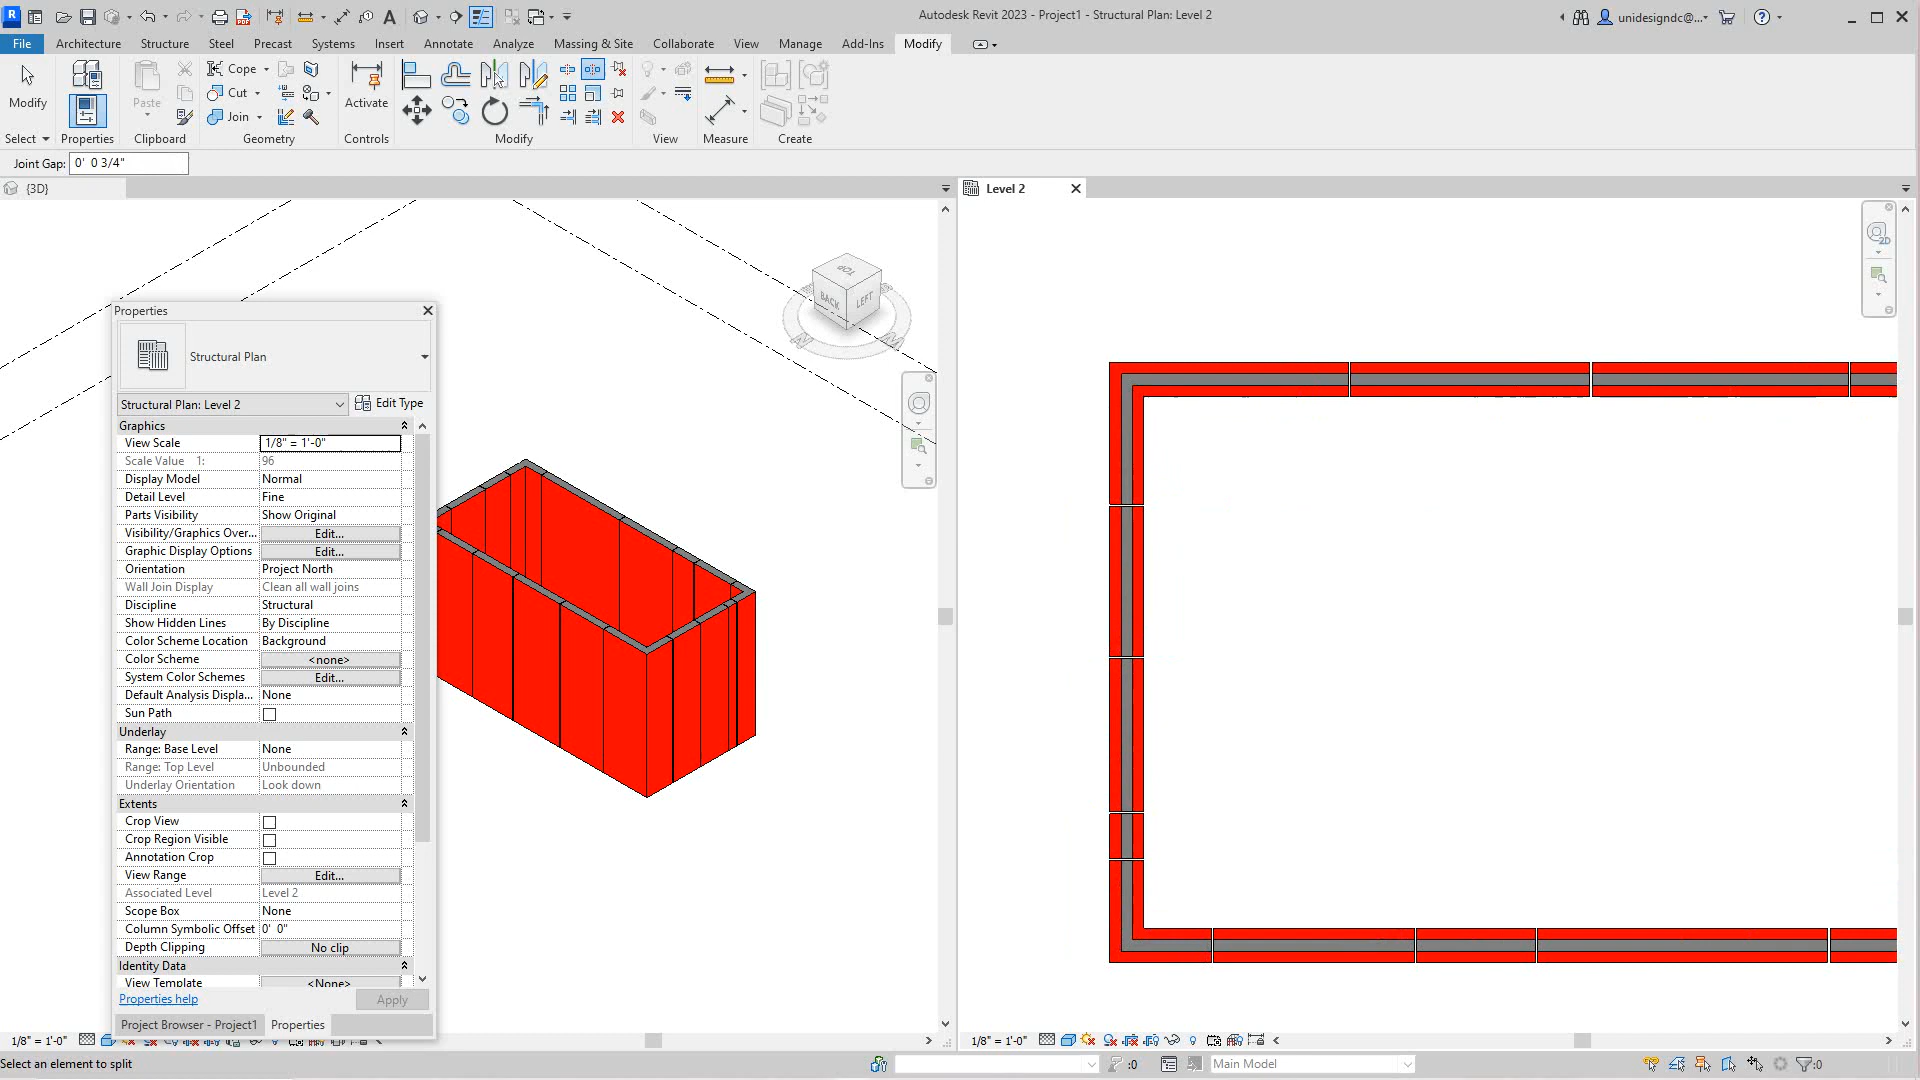 Autodesk Revit 2023 - Project1 - Structural Plan: Level 2
unidesigndc@...
File Architecture Structure Steel Precast Systems Insert Annotate Analyze Massing & Site Collaborate View Manage Add-Ins Modify
Modify
Paste
Cope
Cut
Join
Activate
Select Properties Clipboard Geometry Controls Modify View Measure Create
Joint Gap: 0' 0 3/4"
{3D}
Level 2
2D
TOP
BACK
LEFT
Properties
Structural Plan
Structural Plan: Level 2 Edit Type
Graphics
View Scale 1/8" = 1'-0"
Scale Value 1: 96
Display Model Normal
Detail Level Fine
Parts Visibility Show Original
Visibility/Graphics Over... Edit...
Graphic Display Options Edit...
Orientation Project North
Wall Join Display Clean all wall joins
Discipline Structural
Show Hidden Lines By Discipline
Color Scheme Location Background
Color Scheme <none>
System Color Schemes Edit...
Default Analysis Displa... None
Sun Path
Underlay
Range: Base Level None
Range: Top Level Unbounded
Underlay Orientation Look down
Extents
Crop View
Crop Region Visible
Annotation Crop
View Range Edit...
Associated Level Level 2
Scope Box None
Column Symbolic Offset 0' 0"
Depth Clipping No clip
Identity Data
View Template <None>
Properties help Apply
Project Browser - Project1 Properties
1/8" = 1'-0"
1/8" = 1'-0"
Select an element to split
:0
Main Model
:0